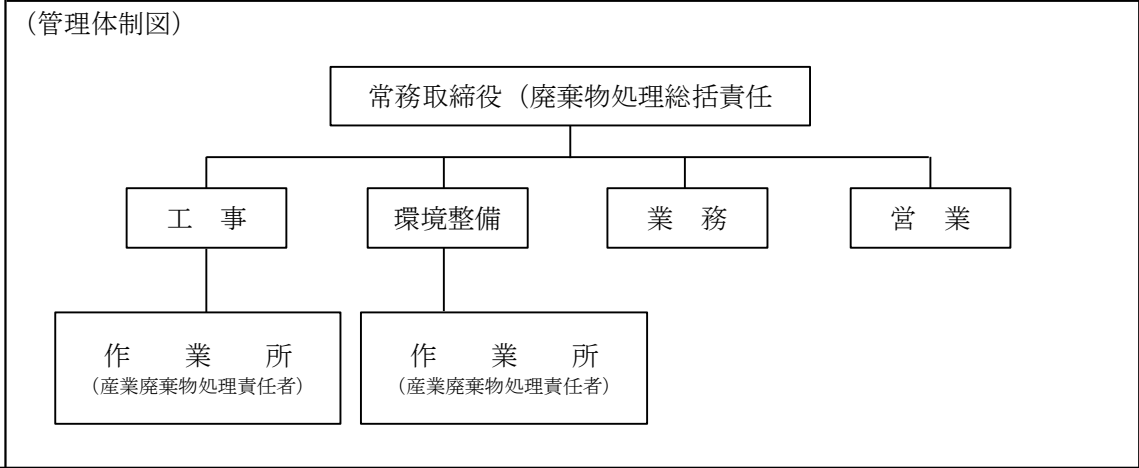 （管理体制図）
常務取締役（廃棄物処理総括責任
工　事
環境整備
業　務
営　業
作　業　所
（産業廃棄物処理責任者）
作　業　所
（産業廃棄物処理責任者）